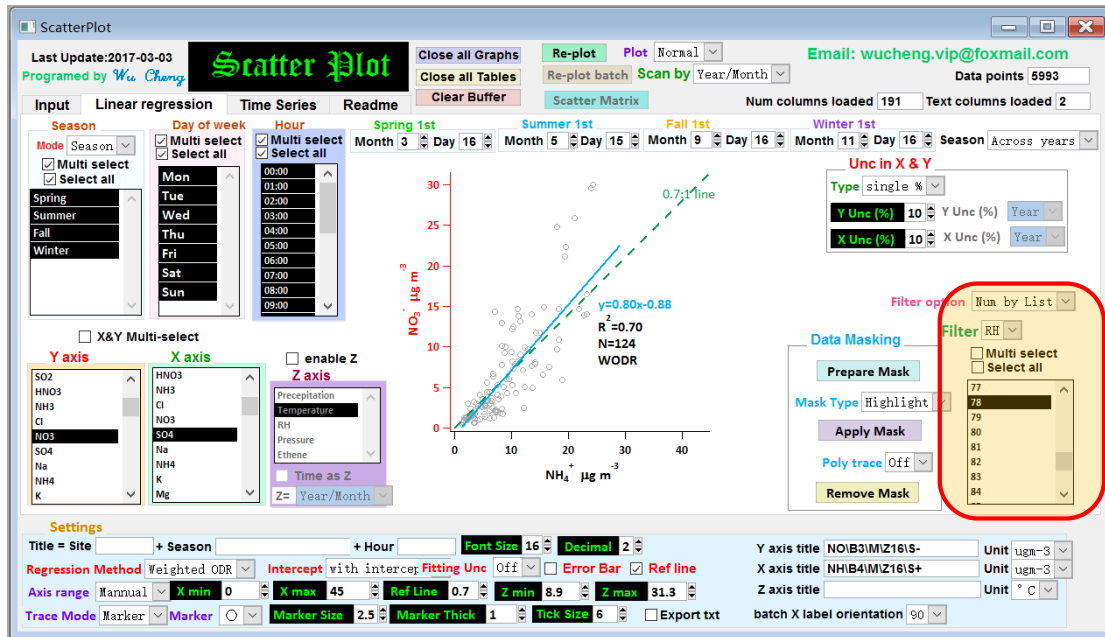 ScatterPlot
Last Update:2017-03-03
Programed by Wu Cheng
Scatter Plot
Close all Graphs
Close all Tables
Clear Buffer
Re-plot Plot Normal
Re-plot batch Scan by Year/Month
Scatter Matrix
Email: wucheng.vip@foxmail.com
Data points 5993
Num columns loaded 191 Text columns loaded 2
Input Linear regression Time Series Readme
Season
Mode Season
Multi select
Select all
Spring
Summer
Fall
Winter
Day of week
Multi select
Select all
Mon
Tue
Wed
Thu
Fri
Sat
Sun
Hour
Multi select
Select all
00:00
01:00
02:00
03:00
04:00
05:00
06:00
07:00
08:00
09:00
Spring 1st
Month 3 Day 16
Summer 1st
Month 5 Day 15
Fall 1st
Month 9 Day 16
Winter 1st
Month 11 Day 16
Season Across years
Unc in X & Y
Type single %
Y Unc (%) 10 Y Unc (%) Year
X Unc (%) 10 X Unc (%) Year
30
25
20
15
10
5
0
NO3- µg m-3
0.7:1 line
y=0.80x-0.88
R2=0.70
N=124
WODR
0 10 20 30 40
NH4+ µg m-3
X&Y Multi-select
Y axis
SO2
HNO3
NH3
Cl
NO3
SO4
Na
NH4
K
X axis
HNO3
NH3
Cl
NO3
SO4
Na
NH4
K
Mg
enable Z
Z axis
Precipitation
Temperature
RH
Pressure
Ethene
Time as Z
Z= Year/Month
Data Masking
Prepare Mask
Mask Type Highlight
Apply Mask
Poly trace Off
Remove Mask
Filter option Num by List
Filter RH
Multi select
Select all
77
78
79
80
81
82
83
84
Settings
Title = Site + Season + Hour Font Size 16 Decimal 2
Regression Method Weighted ODR Intercept with intercep Fitting Unc Off Error Bar Ref line
Axis range Mannual X min 0 X max 45 Ref Line 0.7 Z min 8.9 Z max 31.3
Trace Mode Marker Marker Marker Size 2.5 Marker Thick 1 Tick Size 6 Export txt
Y axis title NO\B3\M\Z16\S- Unit ugm-3
X axis title NH\B4\M\Z16\S+ Unit ugm-3
Z axis title Unit ° C
batch X label orientation 90